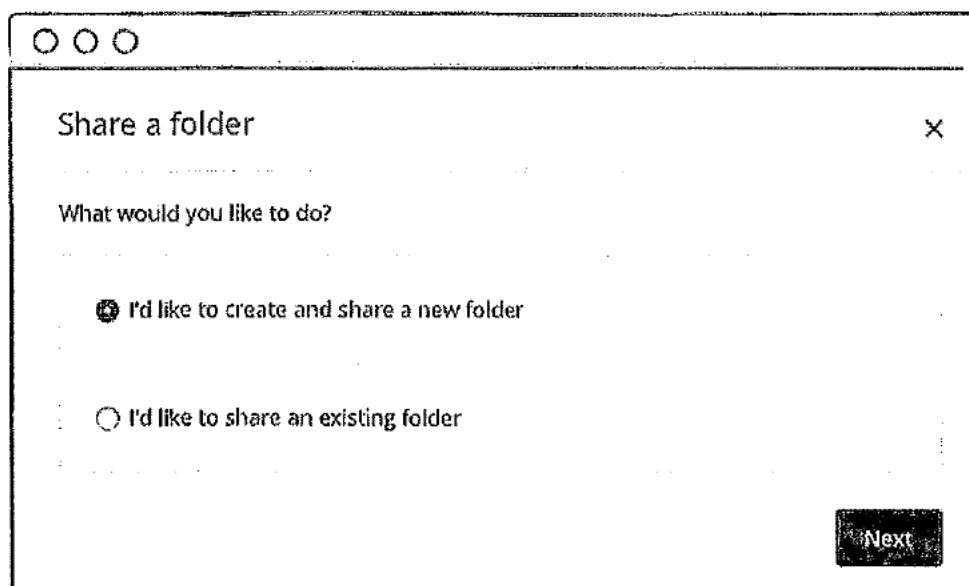 Share a folder
What would you like to do?
I'd like to create and share a new folder
I'd like to share an existing folder
Next